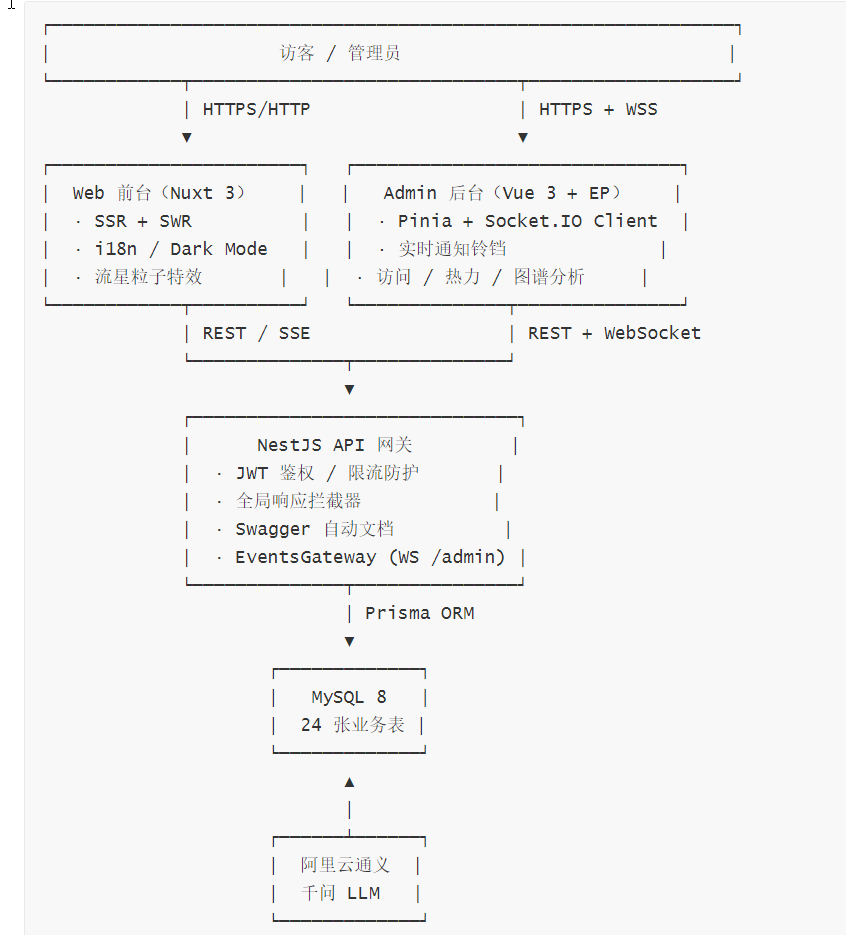 访客 / 管理员
HTTPS/HTTP HTTPS + WSS
Web 前台（Nuxt 3） Admin 后台（Vue 3 + EP）
· SSR + SWR · Pinia + Socket.IO Client
· i18n / Dark Mode · 实时通知铃铛
· 流星粒子特效 · 访问 / 热力 / 图谱分析
REST / SSE REST + WebSocket
NestJS API 网关
· JWT 鉴权 / 限流防护
· 全局响应拦截器
· Swagger 自动文档
· EventsGateway (WS /admin)
Prisma ORM
MySQL 8
24 张业务表
阿里云通义
千问 LLM